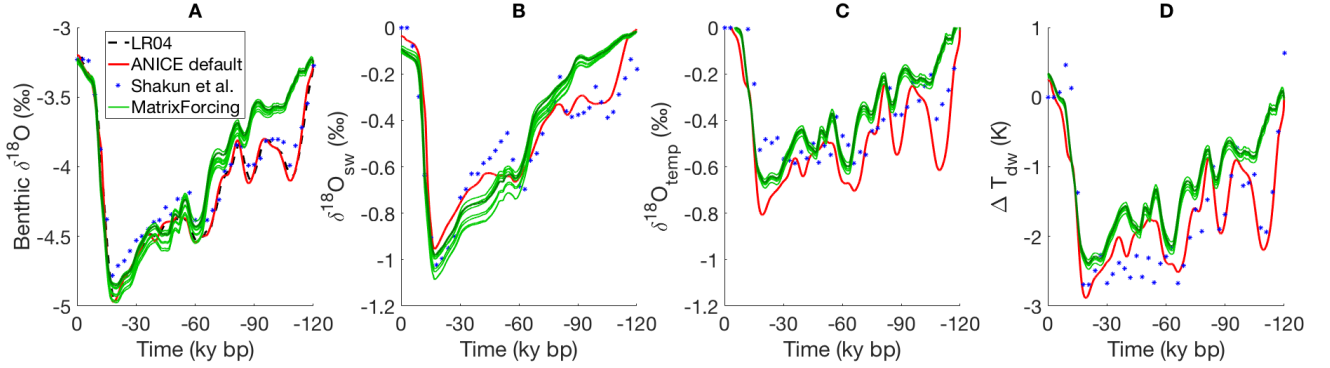 A
Benthic δ¹⁸O (‰)
-3
-3.5
-4
-4.5
-5
LR04
ANICE default
Shakun et al.
MatrixForcing
0 -30 -60 -90 -120
Time (ky bp)
B
δ¹⁸O_sw (‰)
0
-0.2
-0.4
-0.6
-0.8
-1
-1.2
0 -30 -60 -90 -120
Time (ky bp)
C
δ¹⁸O_temp (‰)
0
-0.2
-0.4
-0.6
-0.8
-1
-1.2
0 -30 -60 -90 -120
Time (ky bp)
D
Δ T_dw (K)
1
0
-1
-2
-3
0 -30 -60 -90 -120
Time (ky bp)